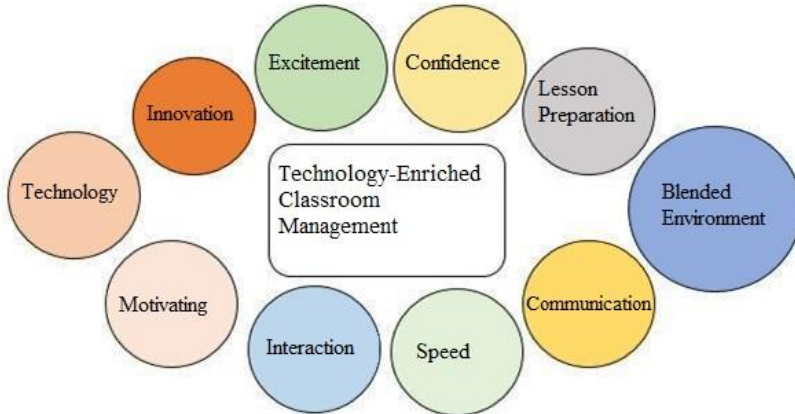 Excitement
Confidence
Innovation
Lesson
Preparation
Technology-Enriched
Classroom
Management
Technology
Blended
Environment
Motivating
Communication
Interaction
Speed